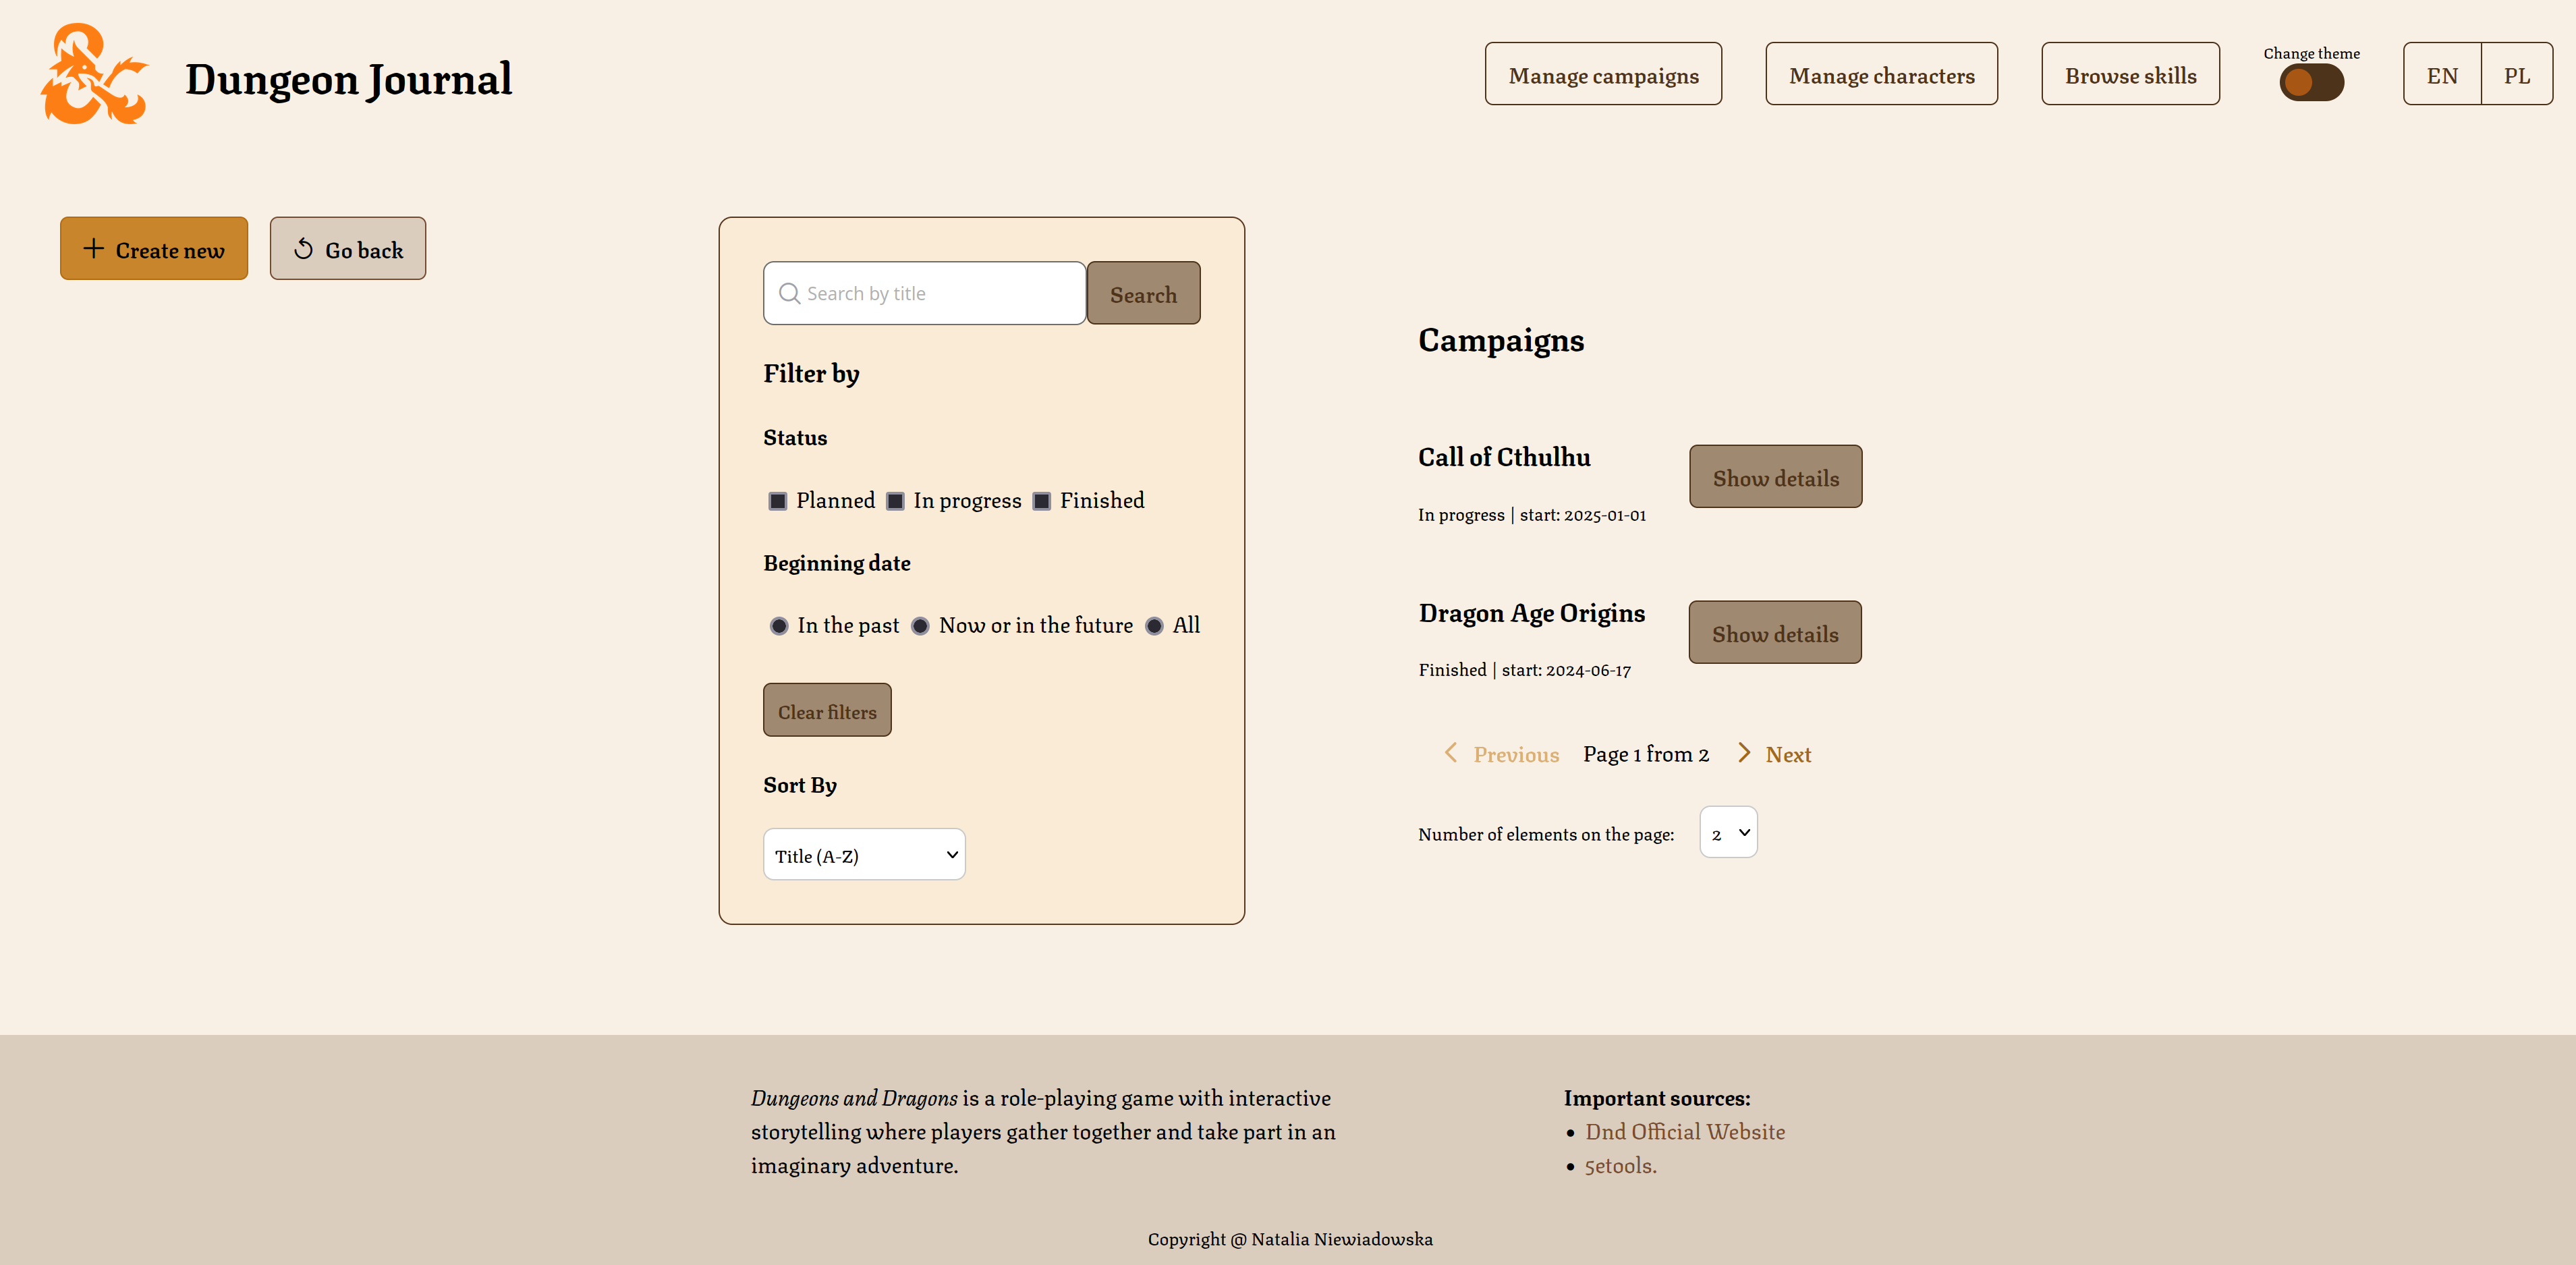 Dungeon Journal
Manage campaigns
Manage characters
Browse skills
Change theme
EN
PL
Create new
Go back
Search by title
Search
Filter by
Status
Planned
In progress
Finished
Beginning date
In the past
Now or in the future
All
Clear filters
Sort By
Title (A-Z)
Campaigns
Call of Cthulhu
Show details
In progress | start: 2025-01-01
Dragon Age Origins
Show details
Finished | start: 2024-06-17
Previous
Page 1 from 2
Next
Number of elements on the page:
2
Dungeons and Dragons is a role-playing game with interactive
storytelling where players gather together and take part in an
imaginary adventure.
Important sources:
• Dnd Official Website
• 5etools.
Copyright @ Natalia Niewiadowska